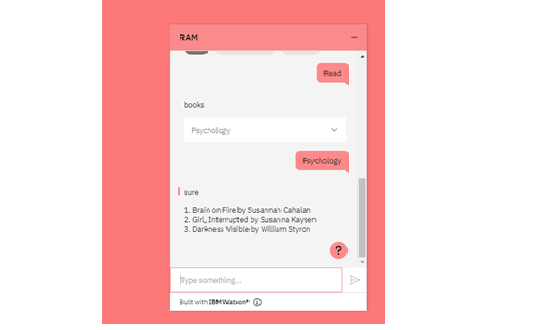 RAM
Read
books
Psychology
Psychology
sure
1. Brain on Fire by Susannah Cahalan
2. Girl, Interrupted by Susanna Kaysen
3. Darkness Visible by William Styron
?
Type something...
Built with IBM Watson®